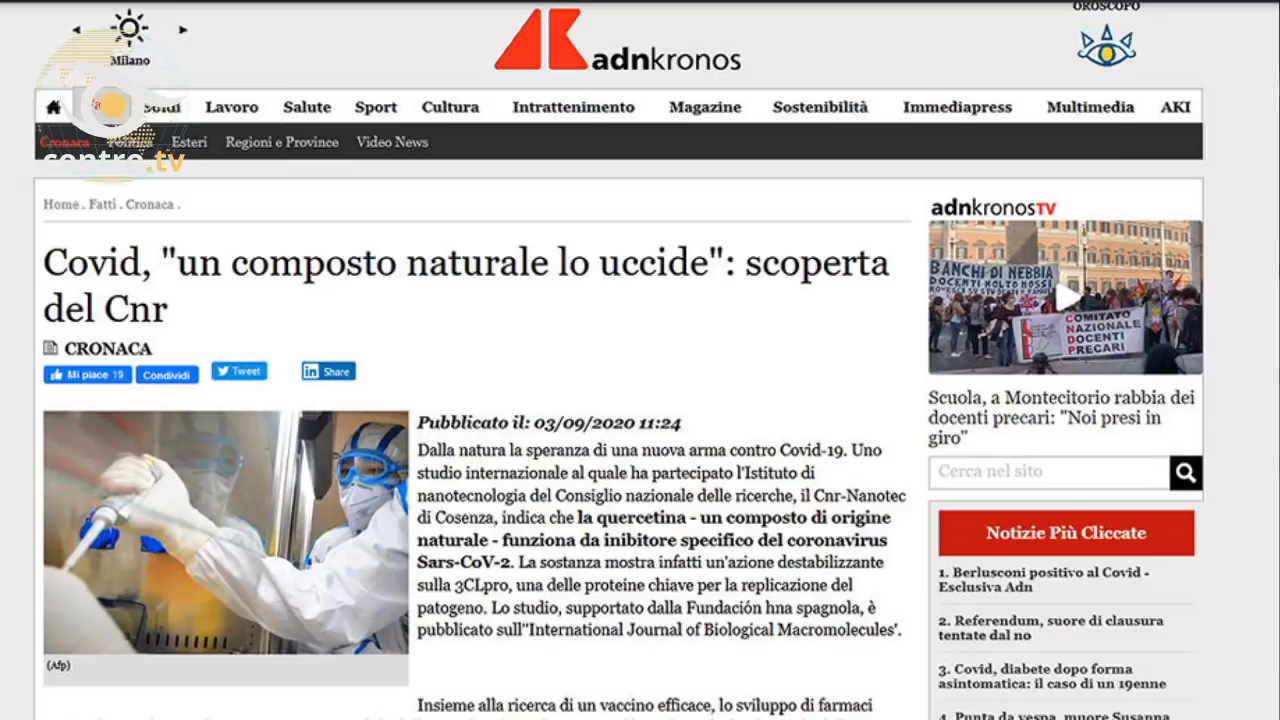 OROSCOPO
Milano
adnkronos
Soldi Lavoro Salute Sport Cultura Intrattenimento Magazine Sostenibilità Immediapress Multimedia AKI
Cronaca Politica Esteri Regioni e Province Video News
contro.tv
Home . Fatti . Cronaca .
Covid, "un composto naturale lo uccide": scoperta
del Cnr
CRONACA
Mi piace 19 Condividi Tweet in Share
Pubblicato il: 03/09/2020 11:24
Dalla natura la speranza di una nuova arma contro Covid-19. Uno
studio internazionale al quale ha partecipato l'Istituto di
nanotecnologia del Consiglio nazionale delle ricerche, il Cnr-Nanotec
di Cosenza, indica che la quercetina - un composto di origine
naturale - funziona da inibitore specifico del coronavirus
Sars-CoV-2. La sostanza mostra infatti un'azione destabilizzante
sulla 3CLpro, una delle proteine chiave per la replicazione del
patogeno. Lo studio, supportato dalla Fundación hna spagnola, è
pubblicato sull''International Journal of Biological Macromolecules'.
(Afp)
Insieme alla ricerca di un vaccino efficace, lo sviluppo di farmaci
adnkronosTV
BANCHI DI NEBBIA
DOCENTI MOLTO MOSSI
COMITATO
NAZIONALE
DOCENTI
PRECARI
Scuola, a Montecitorio rabbia dei
docenti precari: "Noi presi in
giro"
Cerca nel sito
Notizie Più Cliccate
1. Berlusconi positivo al Covid -
Esclusiva Adn
2. Referendum, suore di clausura
tentate dal no
3. Covid, diabete dopo forma
asintomatica: il caso di un 19enne
4. Punta da vespa, muore Susanna